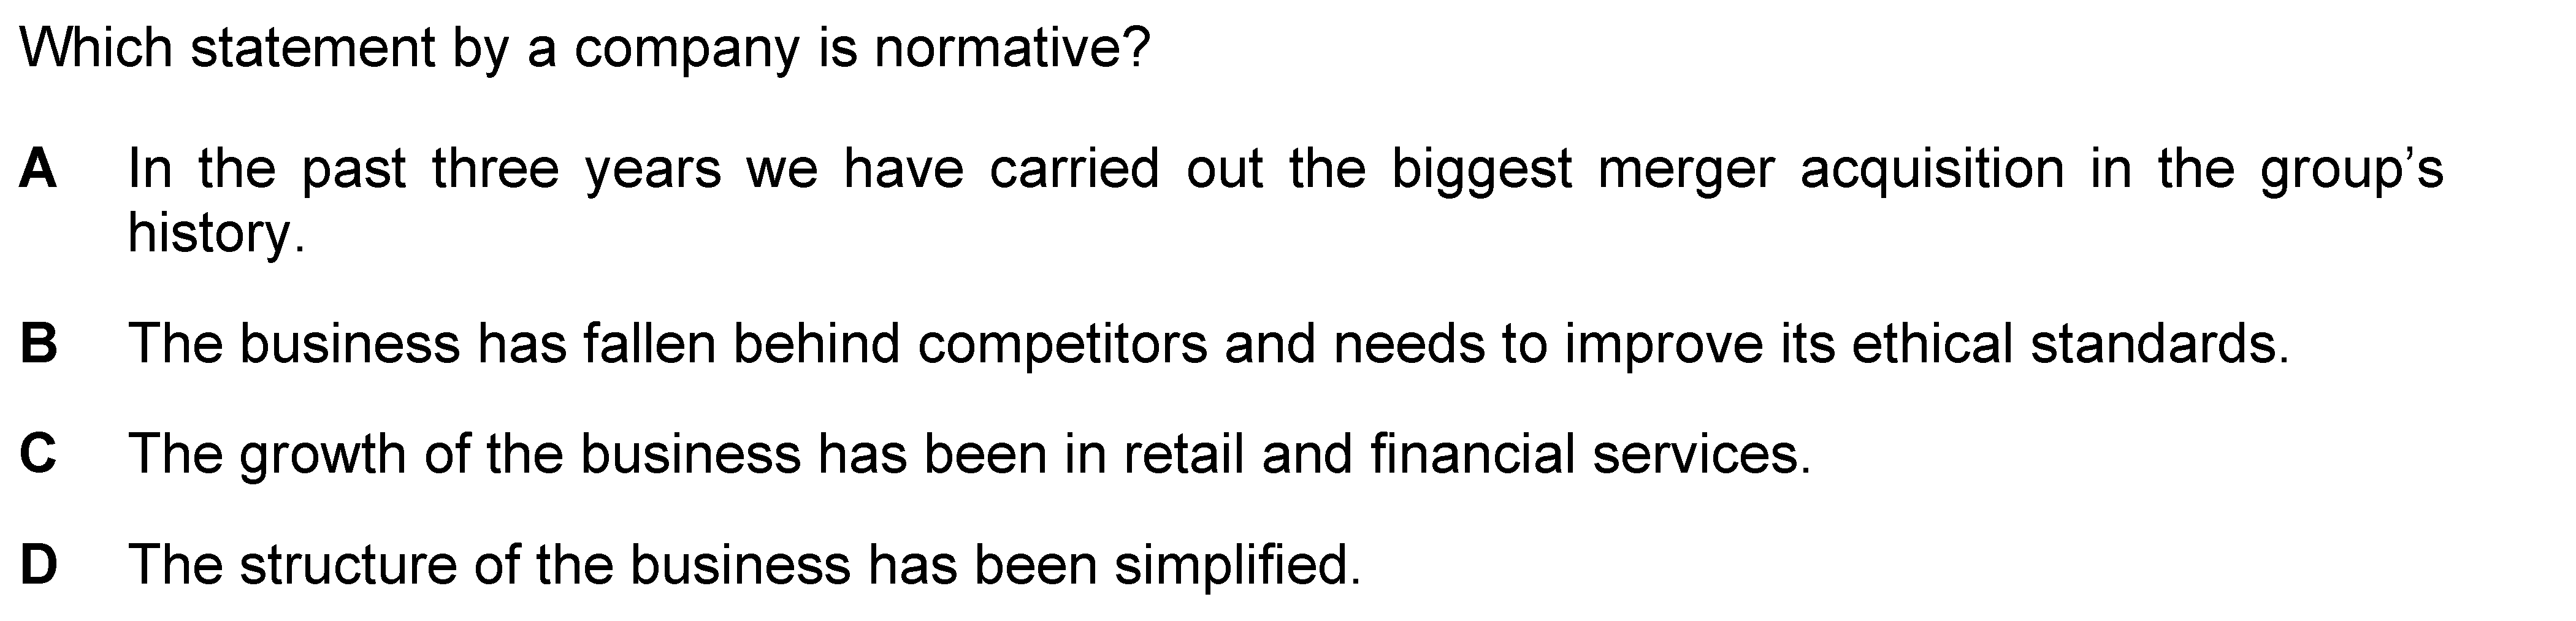 Which statement by a company is normative?
A In the past three years we have carried out the biggest merger acquisition in the group’s
history.
B The business has fallen behind competitors and needs to improve its ethical standards.
C The growth of the business has been in retail and financial services.
D The structure of the business has been simplified.